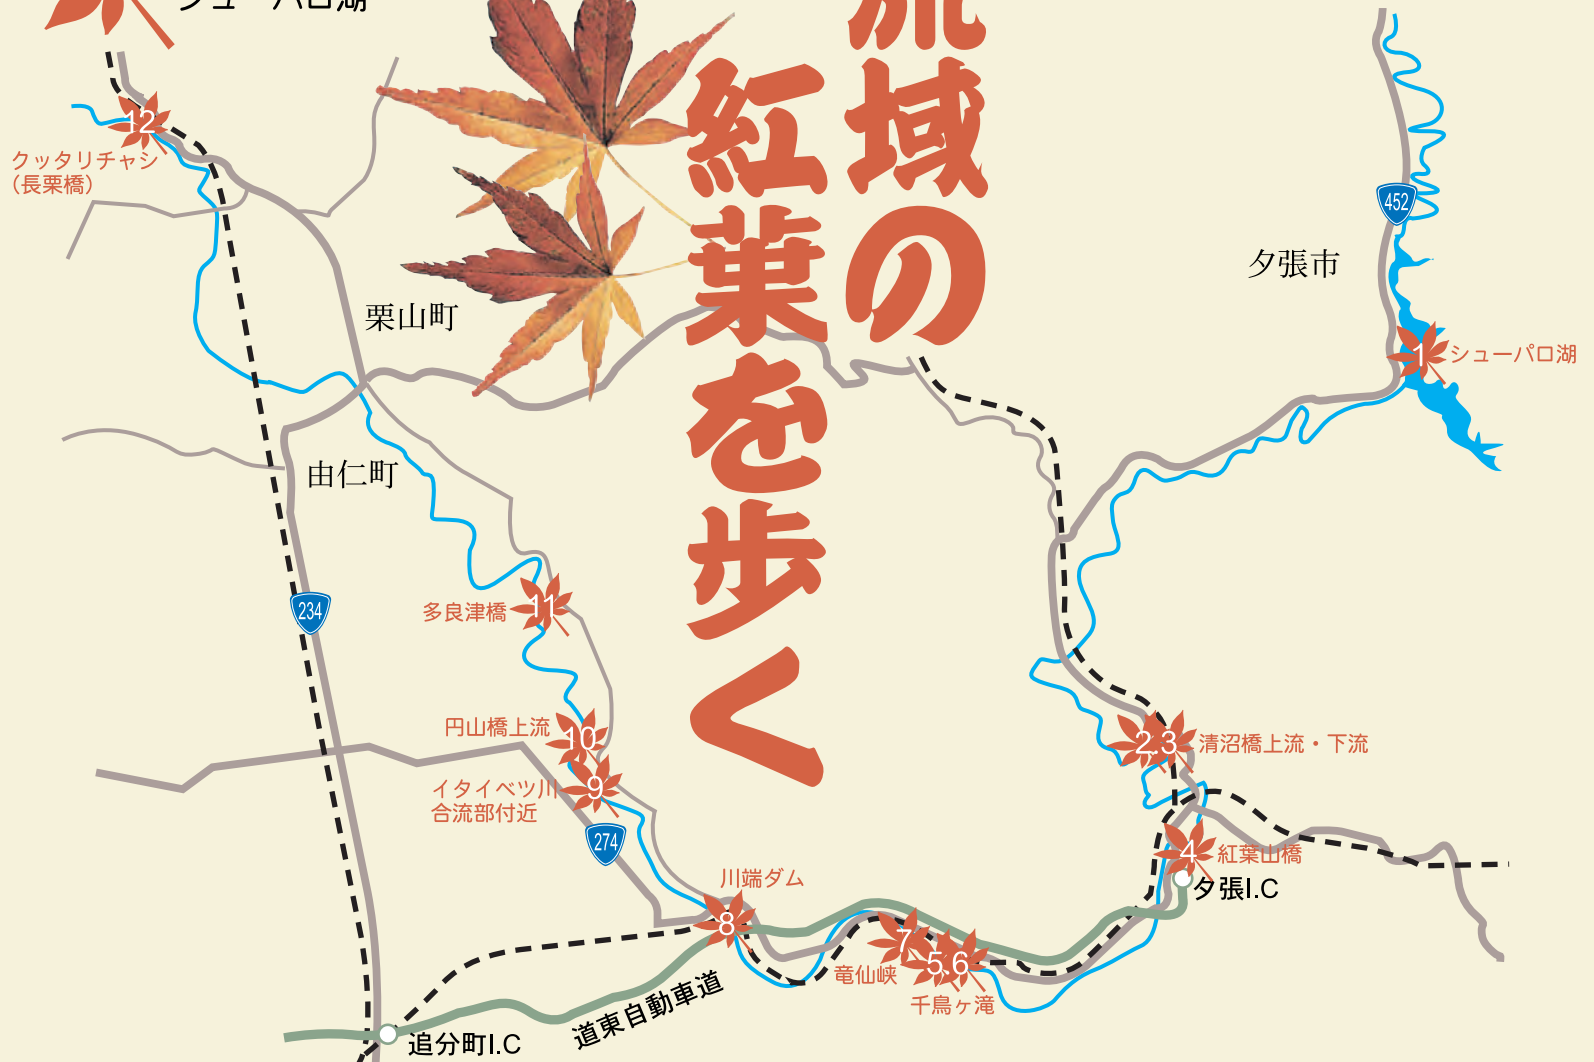 シューパロ湖
流域の
紅葉を歩く
12
クッタリチャシ
（長栗橋）
452
夕張市
栗山町
1
シューパロ湖
由仁町
234
多良津橋
11
円山橋上流
10
2.3
清沼橋上流・下流
イタイベツ川
合流部付近
9
274
4
紅葉山橋
川端ダム
夕張I.C
8
7
竜仙峡
5.6
千鳥ヶ滝
道東自動車道
追分町I.C